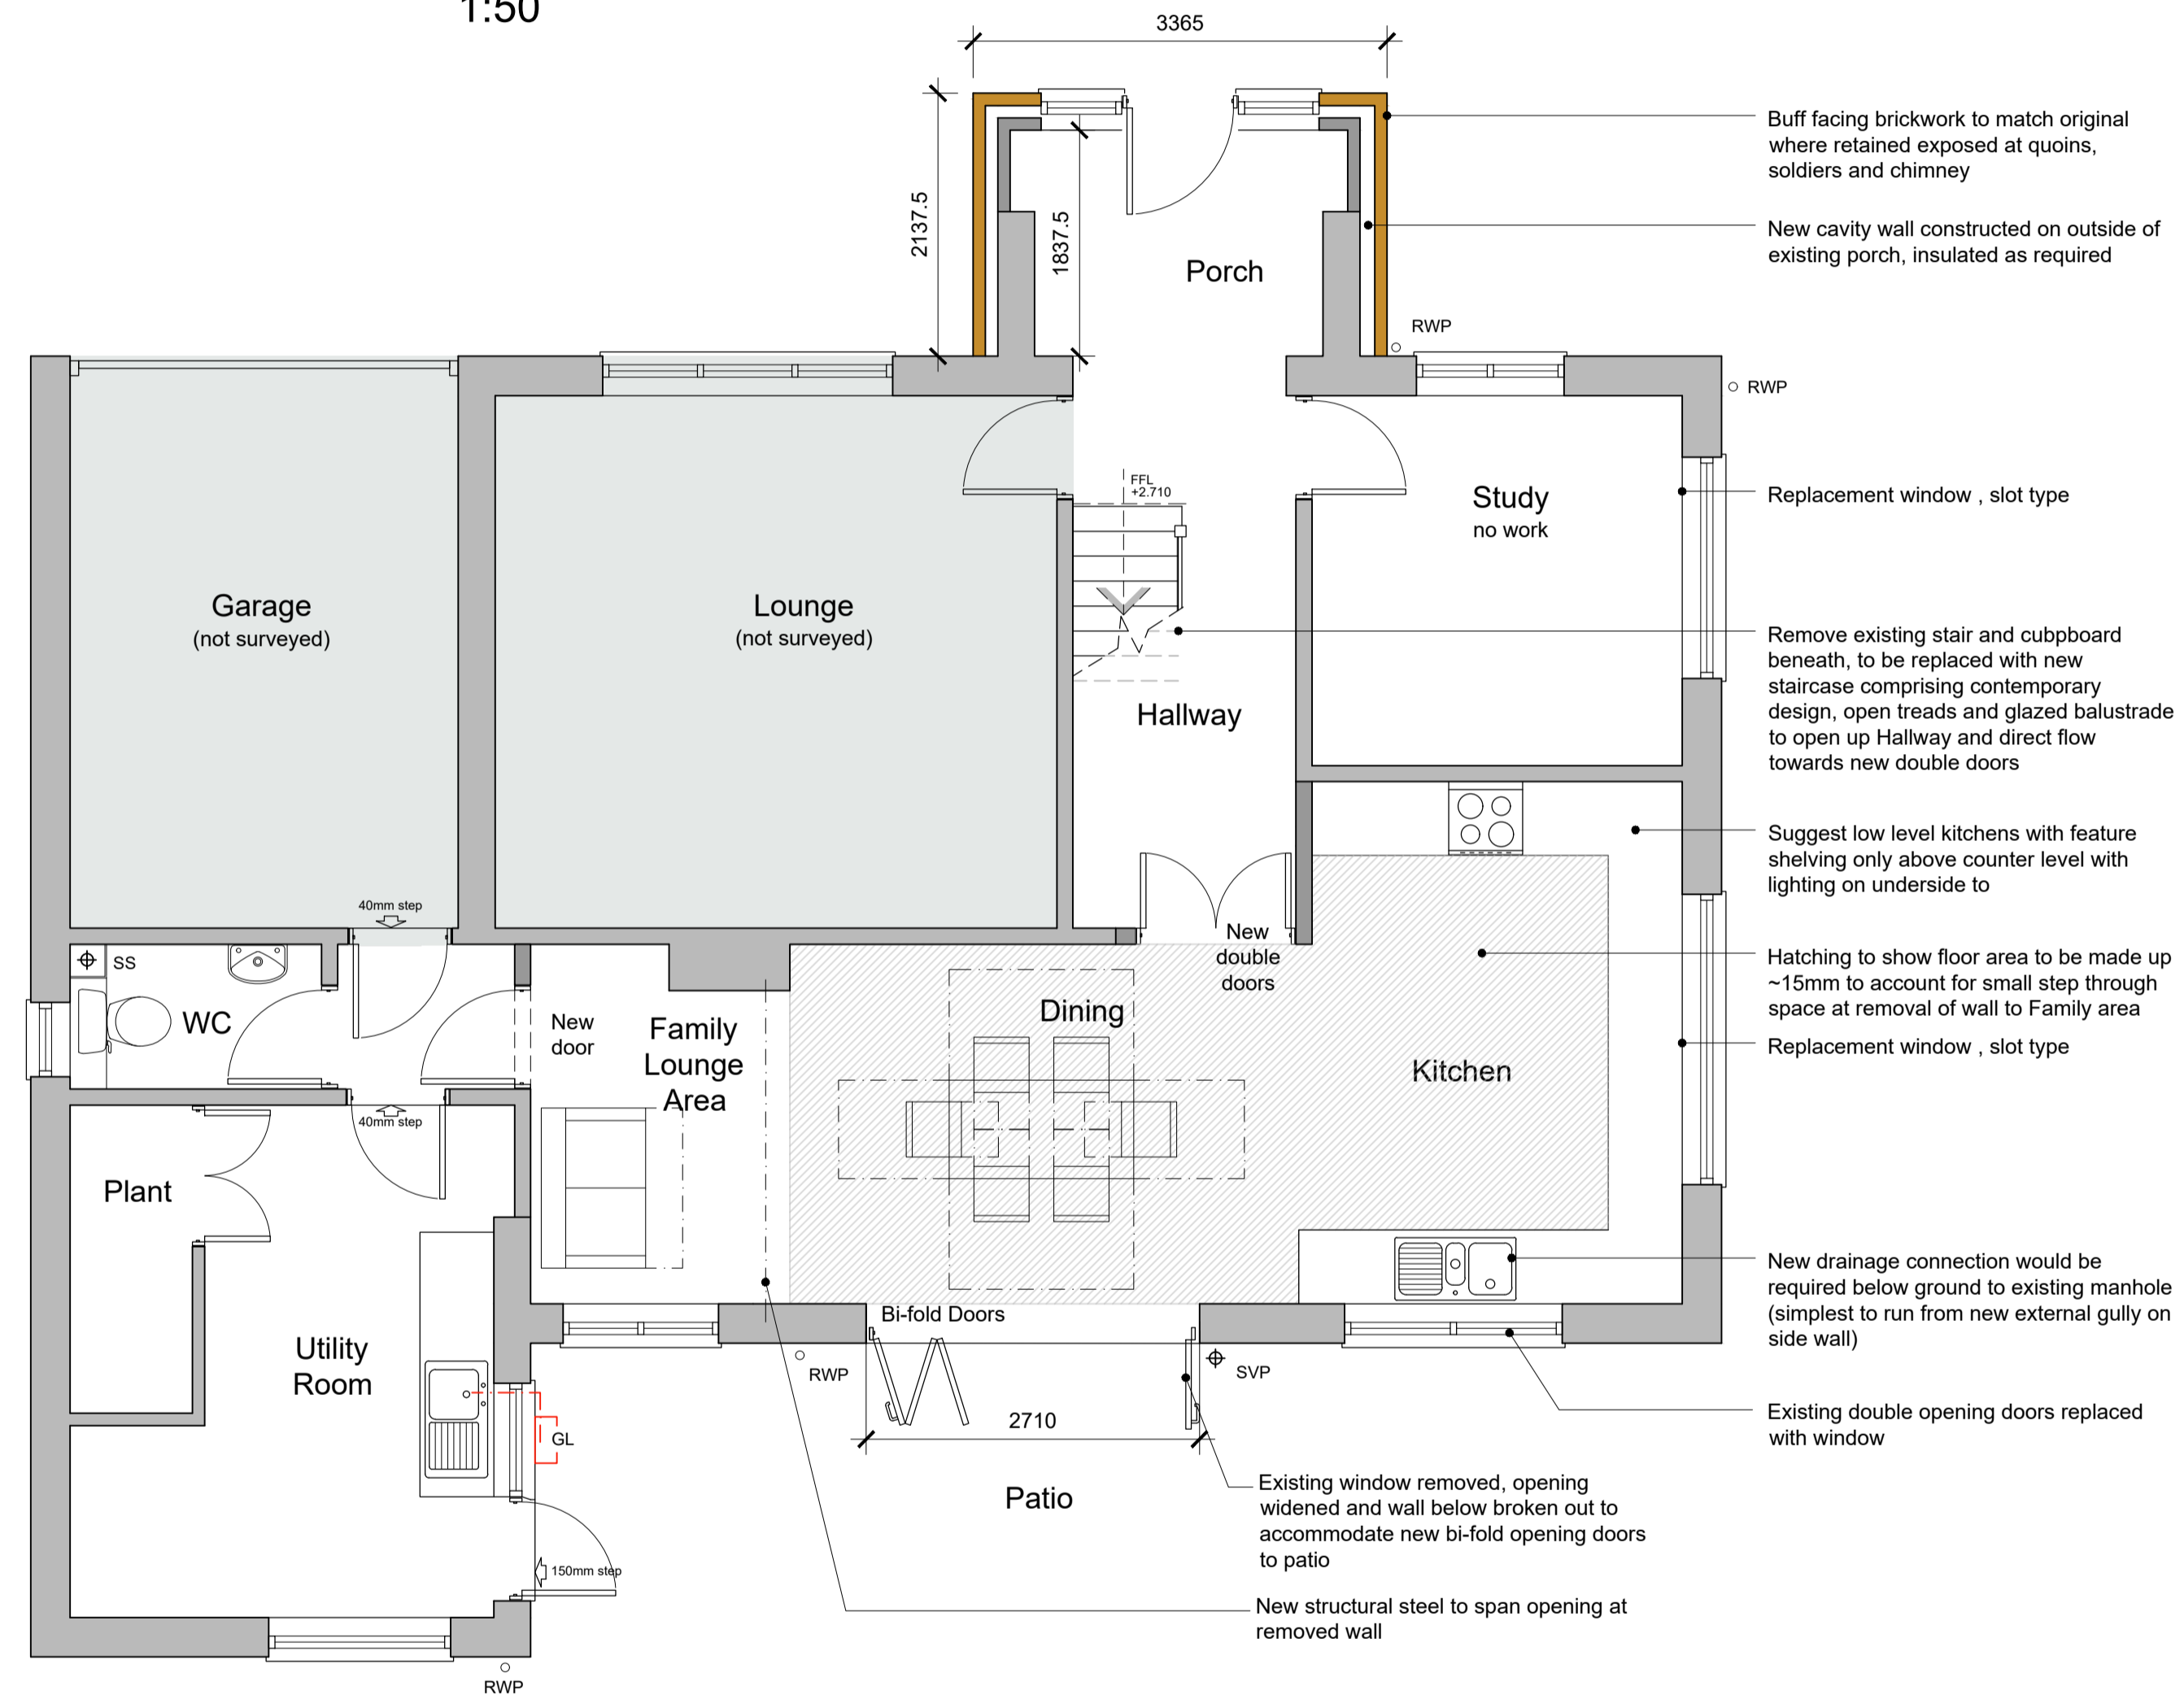 1:50
3365
2137.5
1837.5
Porch
RWP
RWP
Buff facing brickwork to match original
where retained exposed at quoins,
soldiers and chimney
New cavity wall constructed on outside of
existing porch, insulated as required
FFL
+2.710
Study
no work
Replacement window , slot type
Garage
(not surveyed)
Lounge
(not surveyed)
Hallway
Remove existing stair and cubpboard
beneath, to be replaced with new
staircase comprising contemporary
design, open treads and glazed balustrade
to open up Hallway and direct flow
towards new double doors
Suggest low level kitchens with feature
shelving only above counter level with
lighting on underside to
40mm step
SS
WC
New
door
Family
Lounge
Area
Dining
New
double
doors
Kitchen
Hatching to show floor area to be made up
~15mm to account for small step through
space at removal of wall to Family area
Replacement window , slot type
40mm step
Plant
Utility
Room
GL
150mm step
RWP
Bi-fold Doors
RWP
SVP
2710
Patio
New drainage connection would be
required below ground to existing manhole
(simplest to run from new external gully on
side wall)
Existing double opening doors replaced
with window
Existing window removed, opening
widened and wall below broken out to
accommodate new bi-fold opening doors
to patio
New structural steel to span opening at
removed wall